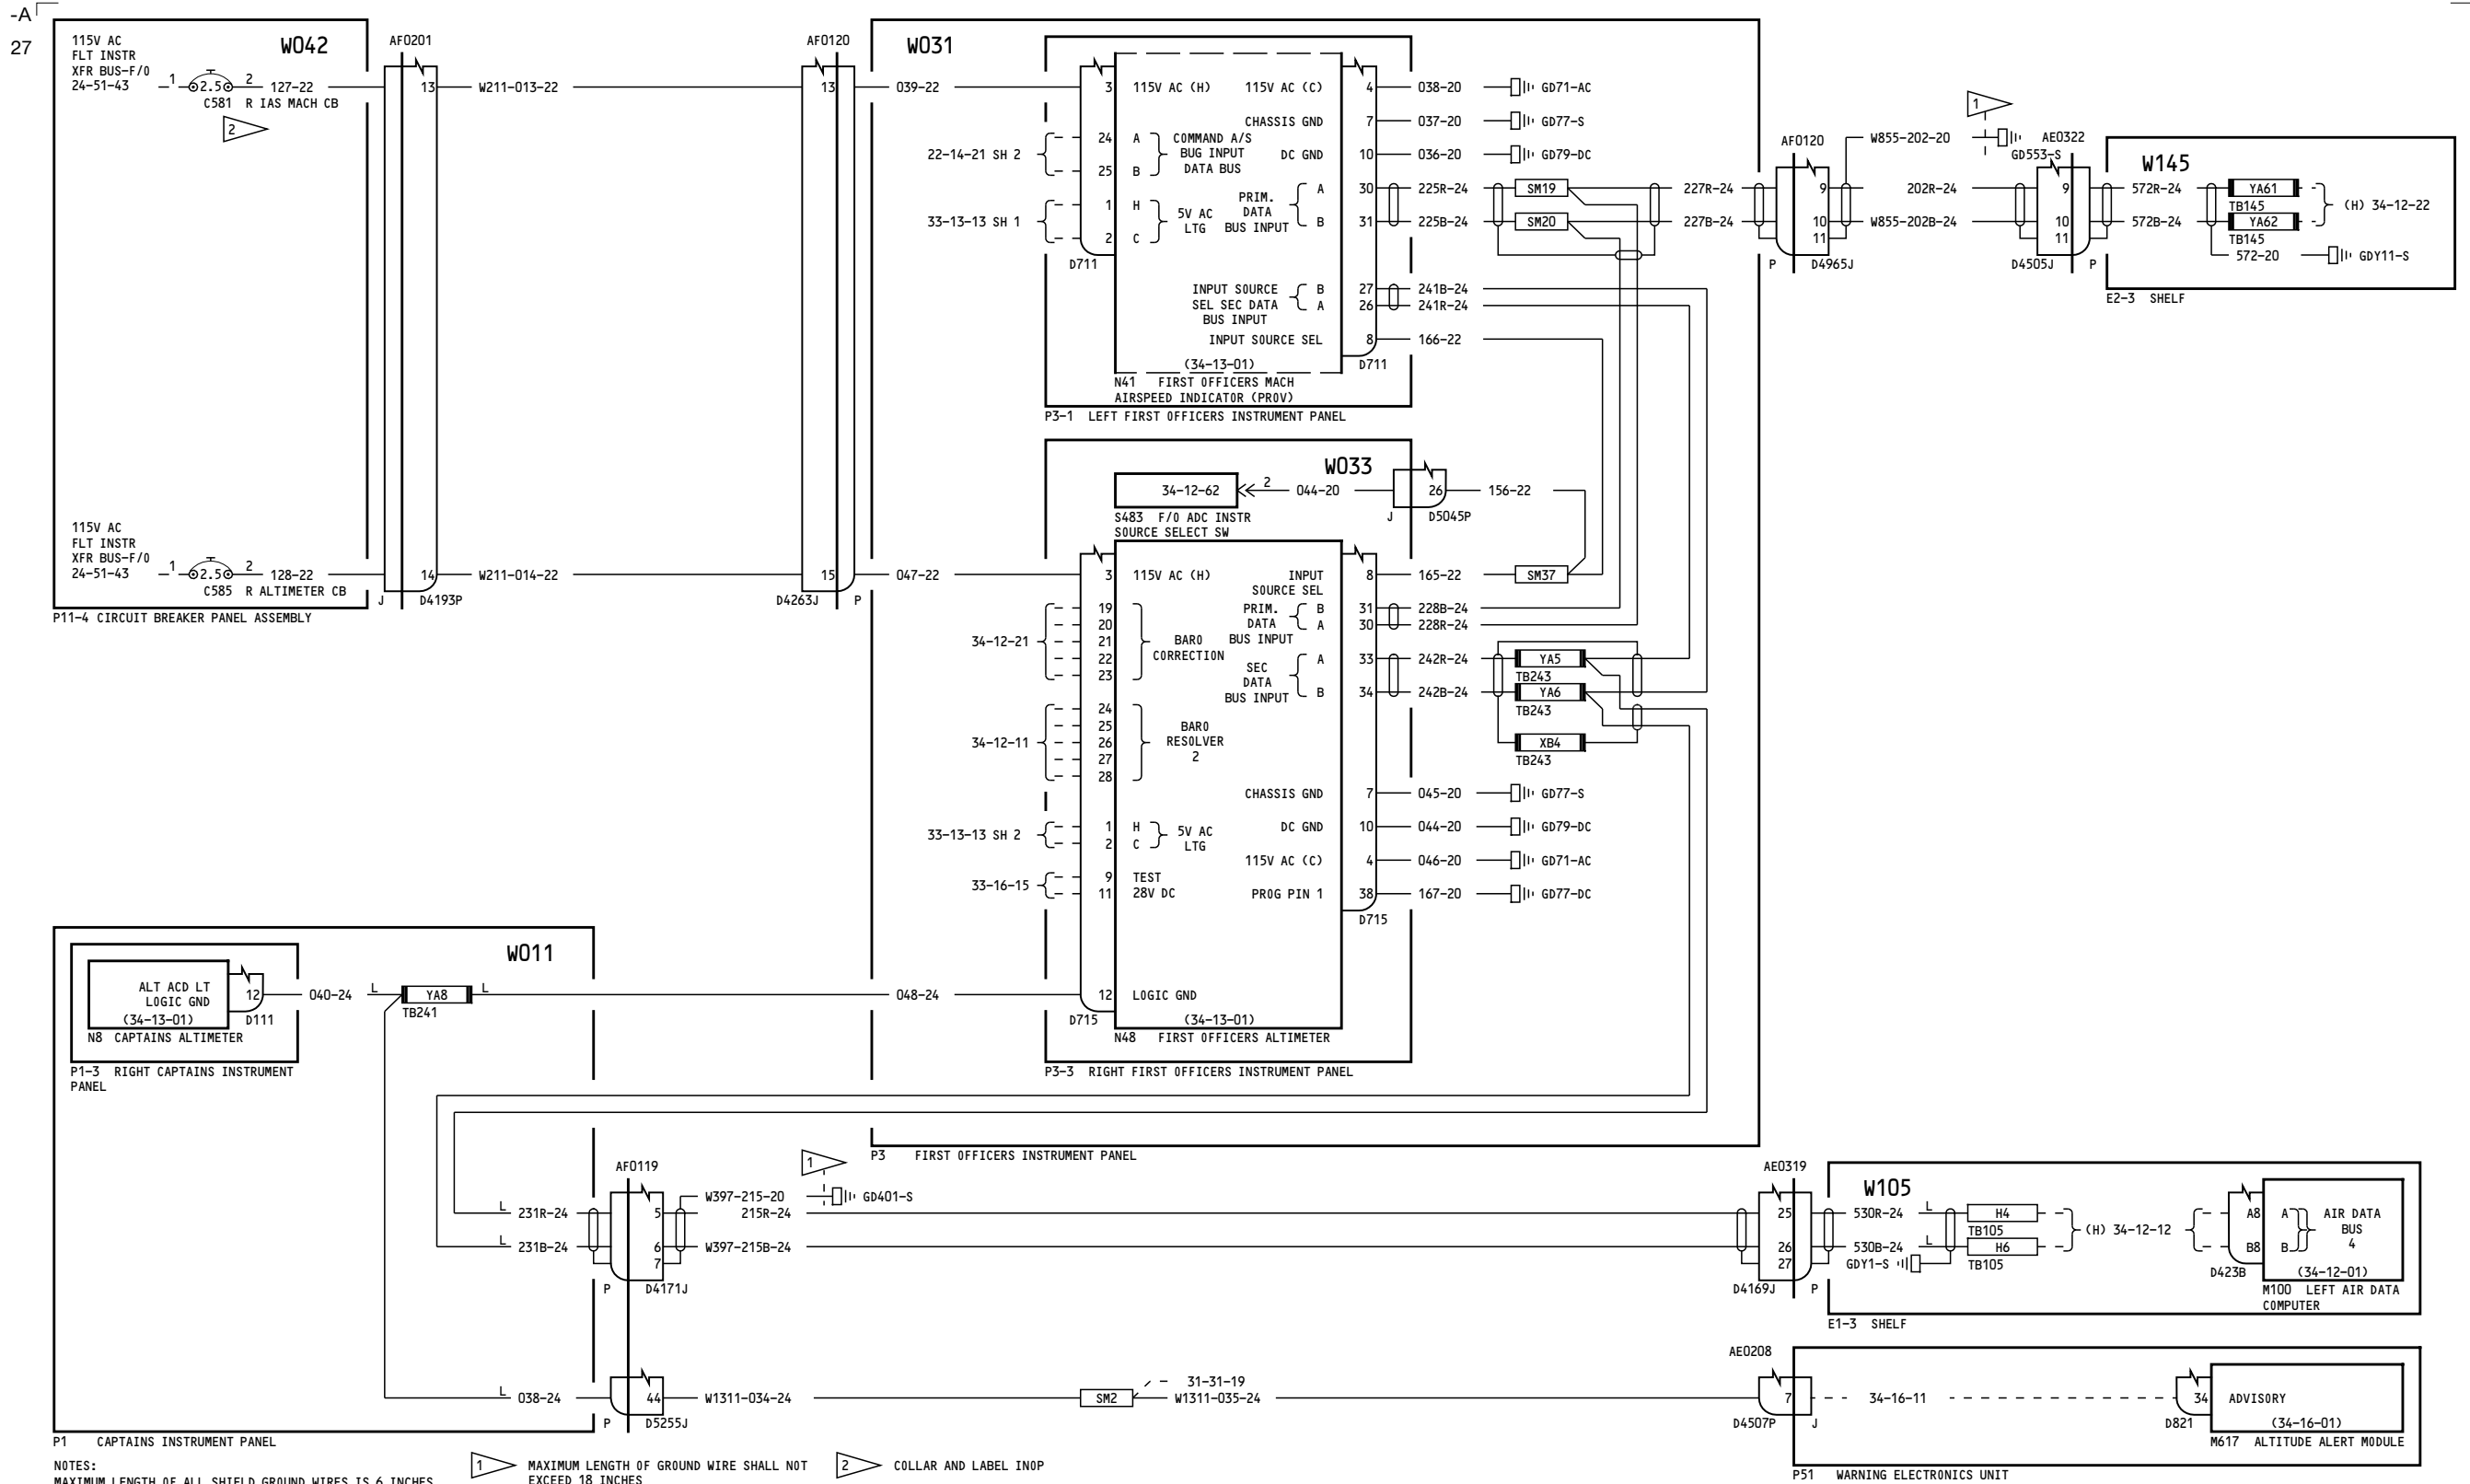 -A
27
115V AC
FLT INSTR
XFR BUS-F/O
24-51-43
1
2.5
2
127-22
C581 R IAS MACH CB
2
W042
AF0201
13
W211-013-22
AF0120
13
039-22
W031
3
115V AC (H)
115V AC (C)
4
038-20
GD71-AC
CHASSIS GND
7
037-20
GD77-S
22-14-21 SH 2
24
A
25
B
COMMAND A/S
BUG INPUT
DATA BUS
DC GND
10
036-20
GD79-DC
33-13-13 SH 1
1
H
2
C
5V AC
LTG
PRIM.
DATA
BUS INPUT
A
B
30
225R-24
SM19
227R-24
31
225B-24
SM20
227B-24
D711
INPUT SOURCE
SEL SEC DATA
BUS INPUT
B
A
27
241B-24
26
241R-24
INPUT SOURCE SEL
8
166-22
(34-13-01)
D711
N41 FIRST OFFICERS MACH
AIRSPEED INDICATOR (PROV)
P3-1 LEFT FIRST OFFICERS INSTRUMENT PANEL
AF0120
9
10
11
P
D4965J
W855-202-20
1
GD553-S
202R-24
W855-202B-24
AE0322
9
10
11
D4505J
P
W145
572R-24
YA61
TB145
572B-24
YA62
TB145
(H) 34-12-22
572-20
GDY11-S
E2-3 SHELF
W033
34-12-62
2
044-20
26
156-22
J
D5045P
S483 F/O ADC INSTR
SOURCE SELECT SW
115V AC
FLT INSTR
XFR BUS-F/O
24-51-43
1
2.5
2
128-22
C585 R ALTIMETER CB
14
J
D4193P
W211-014-22
15
D4263J
P
047-22
P11-4 CIRCUIT BREAKER PANEL ASSEMBLY
3
115V AC (H)
INPUT
SOURCE SEL
8
165-22
SM37
34-12-21
19
20
21
22
23
BARO
CORRECTION
PRIM.
DATA
BUS INPUT
B
A
31
228B-24
30
228R-24
SEC
DATA
BUS INPUT
A
B
33
242R-24
YA5
TB243
34
242B-24
YA6
TB243
XB4
TB243
34-12-11
24
25
26
27
28
BARO
RESOLVER
2
CHASSIS GND
7
045-20
GD77-S
33-13-13 SH 2
1
H
2
C
5V AC
LTG
DC GND
10
044-20
GD79-DC
115V AC (C)
4
046-20
GD71-AC
33-16-15
9
TEST
11
28V DC
PROG PIN 1
38
167-20
GD77-DC
D715
12
LOGIC GND
D715
(34-13-01)
N48 FIRST OFFICERS ALTIMETER
P3-3 RIGHT FIRST OFFICERS INSTRUMENT PANEL
W011
ALT ACD LT
LOGIC GND
(34-13-01)
12
D111
N8 CAPTAINS ALTIMETER
P1-3 RIGHT CAPTAINS INSTRUMENT
PANEL
040-24
L
YA8
TB241
L
048-24
P3 FIRST OFFICERS INSTRUMENT PANEL
AF0119
L
231R-24
5
L
231B-24
6
7
P
D4171J
W397-215-20
1
GD401-S
215R-24
W397-215B-24
AE0319
25
26
27
D4169J
P
W105
530R-24
L
H4
TB105
530B-24
L
H6
TB105
GDY1-S
(H) 34-12-12
A8
A
B8
B
AIR DATA
BUS
4
D423B
(34-12-01)
M100 LEFT AIR DATA
COMPUTER
E1-3 SHELF
L
038-24
44
P
D5255J
W1311-034-24
SM2
31-31-19
W1311-035-24
AE0208
7
D4507P
J
34-16-11
34
D821
ADVISORY
(34-16-01)
M617 ALTITUDE ALERT MODULE
P51 WARNING ELECTRONICS UNIT
P1 CAPTAINS INSTRUMENT PANEL
NOTES:
MAXIMUM LENGTH OF ALL SHIELD GROUND WIRES IS 6 INCHES
1
MAXIMUM LENGTH OF GROUND WIRE SHALL NOT
EXCEED 18 INCHES
2
COLLAR AND LABEL INOP